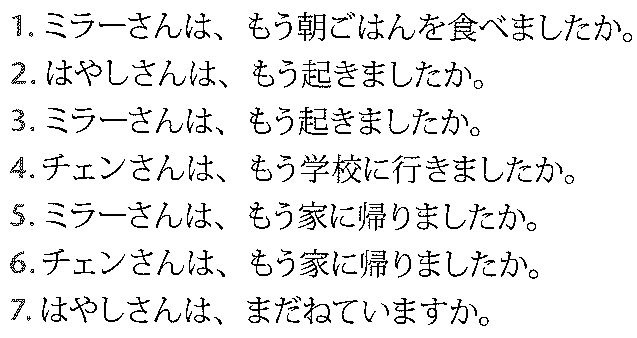 1. ミラーさんは、もう朝ごはんを食べましたか。
2. はやしさんは、もう起きましたか。
3. ミラーさんは、もう起きましたか。
4. チェンさんは、もう学校に行きましたか。
5. ミラーさんは、もう家に帰りましたか。
6. チェンさんは、もう家に帰りましたか。
7. はやしさんは、まだねていますか。